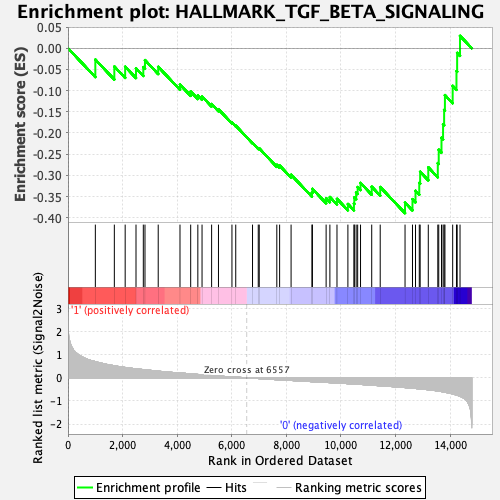 Enrichment plot: HALLMARK_TGF_BETA_SIGNALING
Enrichment score (ES)
0.05
0.00
-0.05
-0.10
-0.15
-0.20
-0.25
-0.30
-0.35
-0.40
'1' (positively correlated)
Ranked list metric (Signal2Noise)
3
2
1
0
-1
-2
Zero cross at 6557
'0' (negatively correlated)
0
2,000
4,000
6,000
8,000
10,000
12,000
14,000
Rank in Ordered Dataset
Enrichment profile
Hits
Ranking metric scores